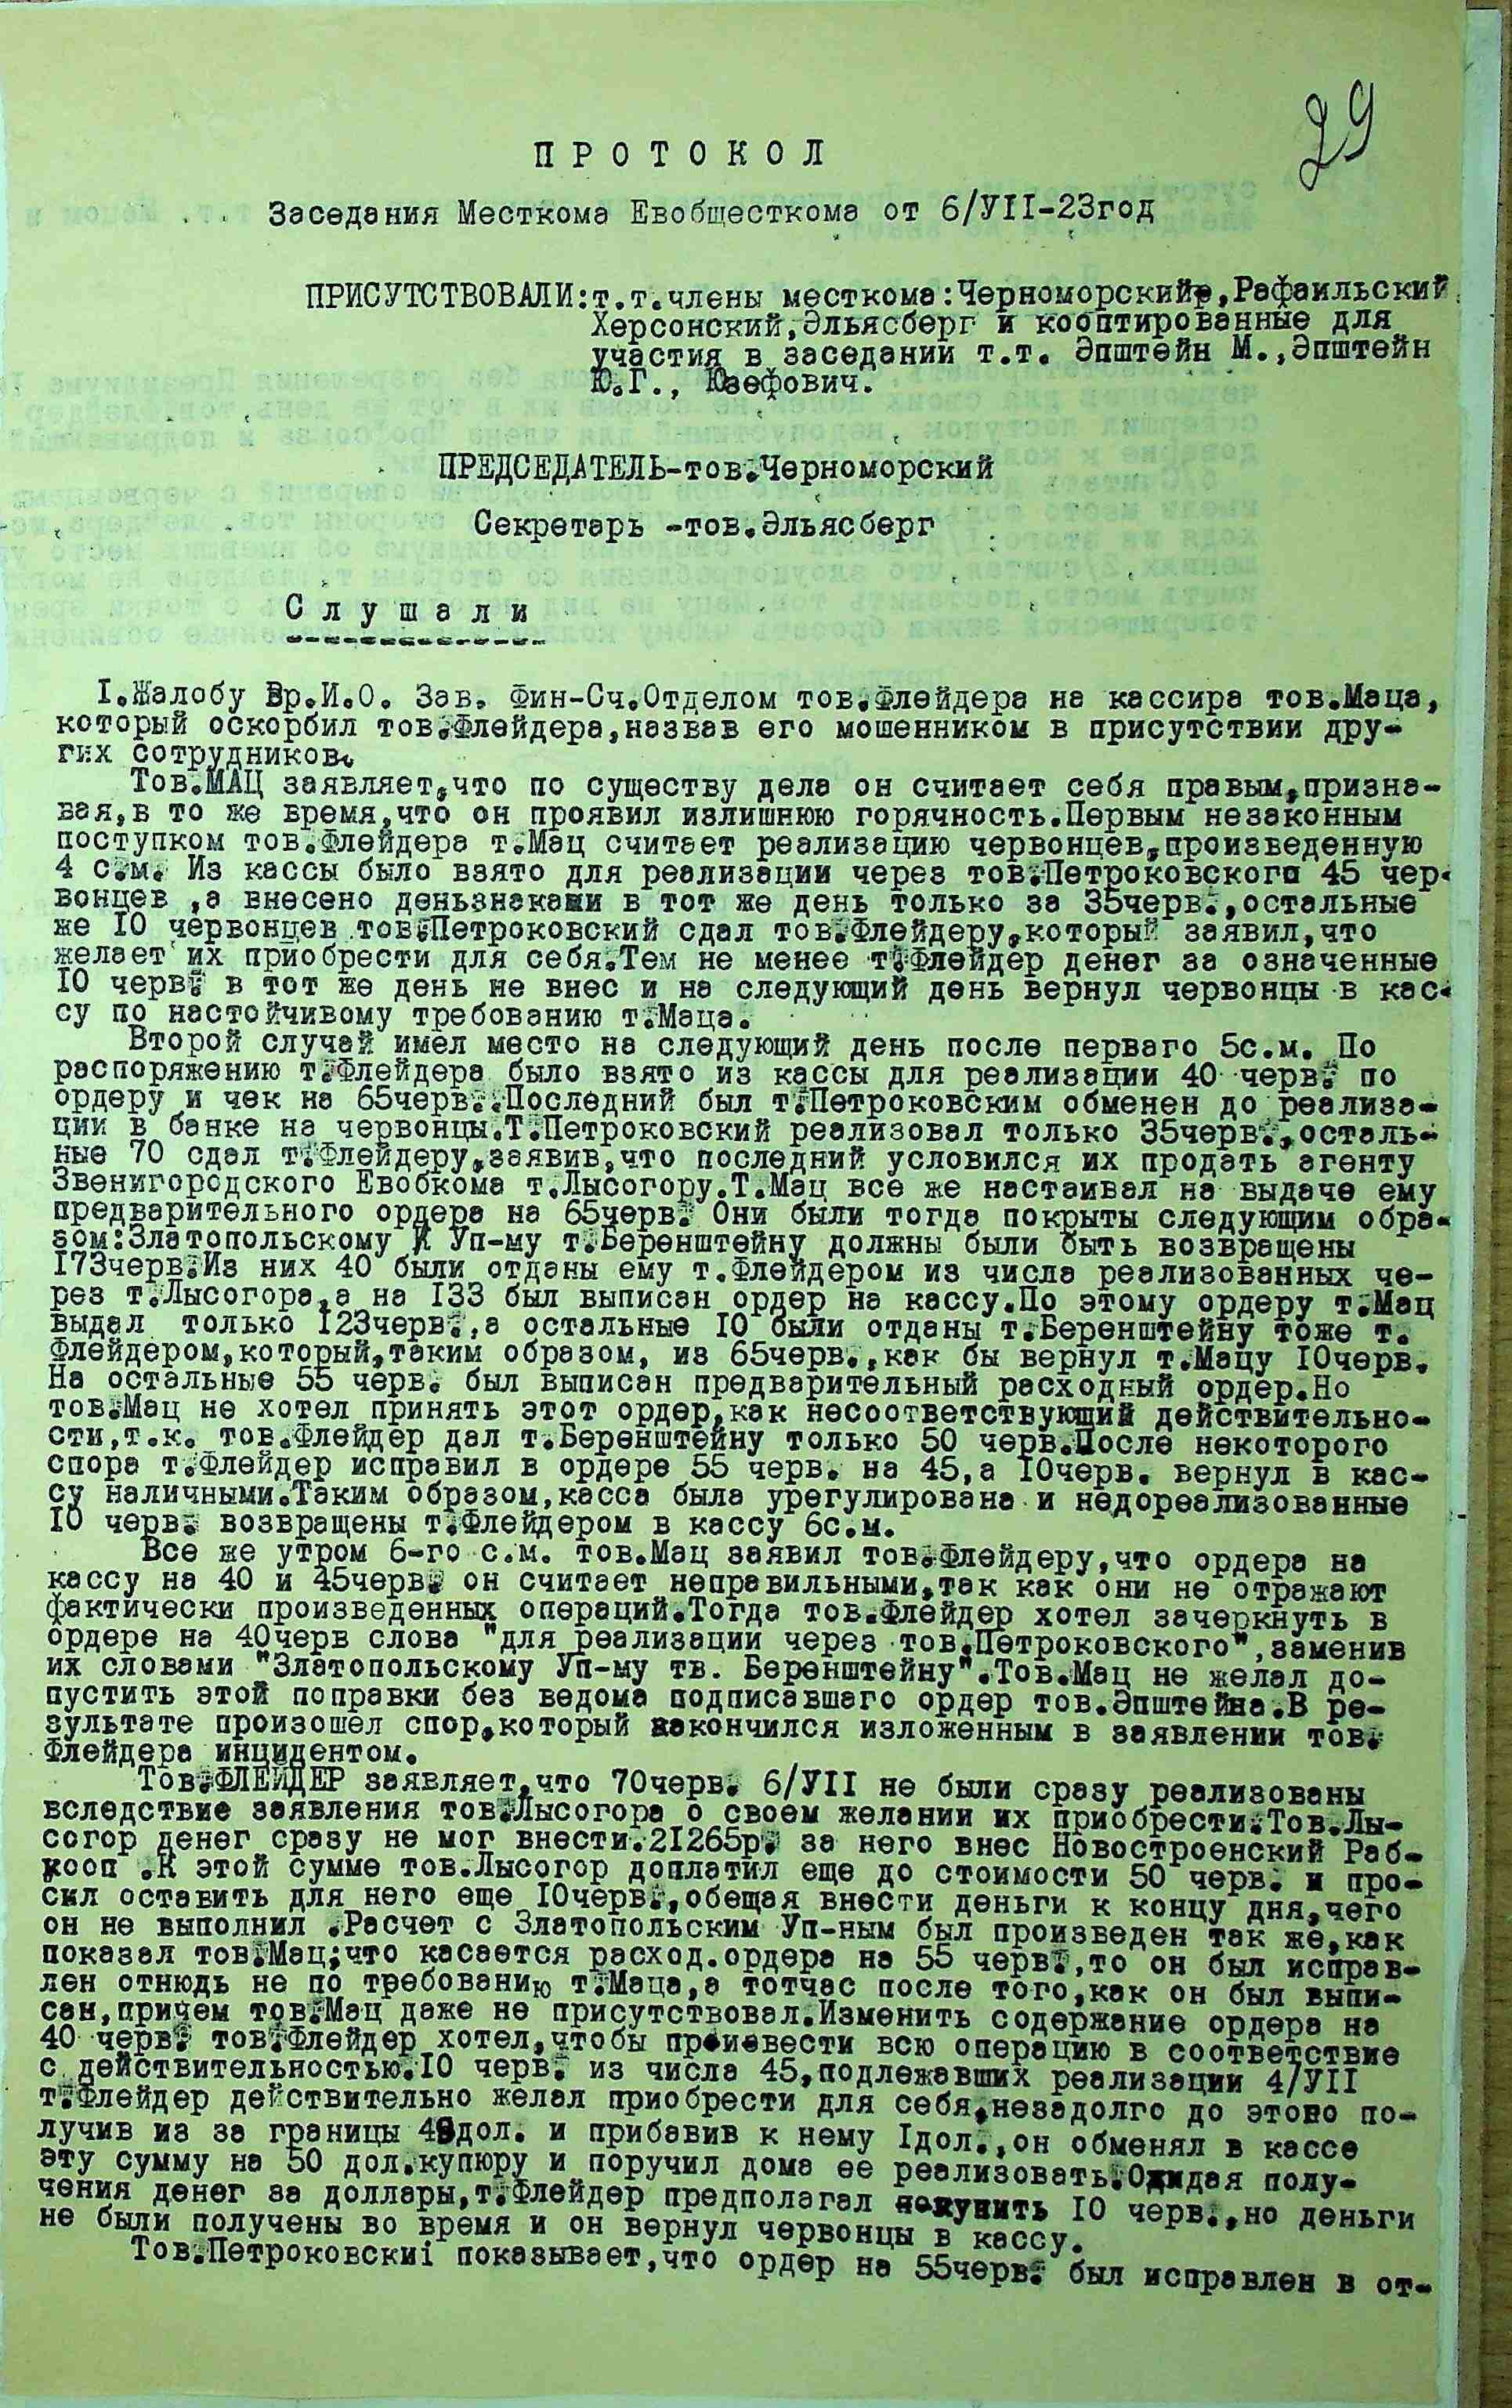 29
ПРОТОКОЛ
Заседания Месткома Евобщесткома от 6/УII-23год
ПРИСУТСТВОВАЛИ:т.т.члены месткома:Черноморский,Рафаильский
Херсонский,Эльясберг и кооптированные для
участия в заседании т.т. Эпштейн М.,Эпштейн
Ю.Г., Юзефович.
ПРЕДСЕДАТЕЛЬ-тов.Черноморский
Секретарь -тов.Эльясберг
Слушали
I.Жалобу Вр.И.О. Зав. Фин-Сч.Отделом тов.Флейдера на кассира тов.Маца,
который оскорбил тов.Флейдера,назвав его мошенником в присутствии дру-
гих сотрудников.
Тов.МАЦ заявляет,что по существу дела он считает себя правым,призна-
вая,в то же время,что он проявил излишнюю горячность.Первым незаконным
поступком тов.Флейдера т.Мац считает реализацию червонцев,произведенную
4 с.м. Из кассы было взято для реализации через тов.Петроковского 45 чер-
вонцев ,а внесено деньзнаками в тот же день только за 35черв.,остальные
же IO червонцев тов.Петроковский сдал тов.Флейдеру,который заявил,что
желает их приобрести для себя.Тем не менее т.Флейдер денег за означенные
IO черв. в тот же день не внес и на следующий день вернул червонцы в кас-
су по настойчивому требованию т.Маца.
Второй случай имел место на следующий день после перваго 5с.м. По
распоряжению т.Флейдера было взято из кассы для реализации 40 черв. по
ордеру и чек на 65черв..Последний был т.Петроковским обменен до реализа-
ции в банке на червонцы.Т.Петроковский реализовал только 35черв.,осталь-
ные 70 сдал т.Флейдеру,заявив,что последний условился их продать агенту
Звенигородского Евобкома т.Лысогору.Т.Мац все же настаивал на выдаче ему
предварительного ордера на 65черв. Они были тогда покрыты следующим обра-
зом:Златопольскому К Уп-му т.Беренштейну должны были быть возвращены
I73черв.Из них 40 были отданы ему т.Флейдером из числа реализованных че-
рез т.Лысогора,а на I33 был выписан ордер на кассу.По этому ордеру т.Мац
выдал только I23черв.,а остальные IO были отданы т.Беренштейну тоже т.
Флейдером,который,таким образом, из 65черв.,как бы вернул т.Мацу IOчерв.
На остальные 55 черв. был выписан предварительный расходный ордер.Но
тов.Мац не хотел принять этот ордер,как несоответствующий действительно-
сти,т.к. тов.Флейдер дал т.Беренштейну только 50 черв.После некоторого
спора т.Флейдер исправил в ордере 55 черв. на 45,а IOчерв. вернул в кас-
су наличными.Таким образом,касса была урегулирована и недореализованные
IO черв. возвращены т.Флейдером в кассу 6с.м.
Все же утром 6-го с.м. тов.Мац заявил тов.Флейдеру,что ордера на
кассу на 40 и 45черв. он считает неправильными,так как они не отражают
фактически произведенных операций.Тогда тов.Флейдер хотел зачеркнуть в
ордере на 40черв слова "для реализации через тов.Петроковского",заменив
их словами "Златопольскому Уп-му тв. Беренштейну".Тов.Мац не желал до-
пустить этой поправки без ведома подписавшаго ордер тов.Эпштейна.В ре-
зультате произошел спор,который закончился изложенным в заявлении тов.
Флейдера инцидентом.
Тов.ФЛЕЙДЕР заявляет,что 70черв. 6/УII не были сразу реализованы
вследствие заявления тов.Лысогора о своем желании их приобрести.Тов.Лы-
согор денег сразу не мог внести.2I265р. за него внес Новостроенский Раб-
кооп .К этой сумме тов.Лысогор доплатил еще до стоимости 50 черв. и про-
сил оставить для него еще IOчерв.,обещая внести деньги к концу дня,чего
он не выполнил .Расчет с Златопольским Уп-ным был произведен так же,как
показал тов.Мац;что касается расход.ордера на 55 черв.,то он был исправ-
лен отнюдь не по требованию т.Маца,а тотчас после того,как он был выпи-
сан,причем тов.Мац даже не присутствовал.Изменить содержание ордера на
40 черв. тов.Флейдер хотел,чтобы произвести всю операцию в соответствие
с действительностью.IO черв. из числа 45,подлежавших реализации 4/УII
т.Флейдер действительно желал приобрести для себя,незадолго до этово по-
лучив из за границы 49дол. и прибавив к нему Iдол.,он обменял в кассе
эту сумму на 50 дол.купюру и поручил дома ее реализовать.Ожидая полу-
чения денег за доллары,т.Флейдер предполагал покупить IO черв.,но деньги
не были получены во время и он вернул червонцы в кассу.
Тов.Петроковскиi показывает,что ордер на 55черв. был исправлен в от-